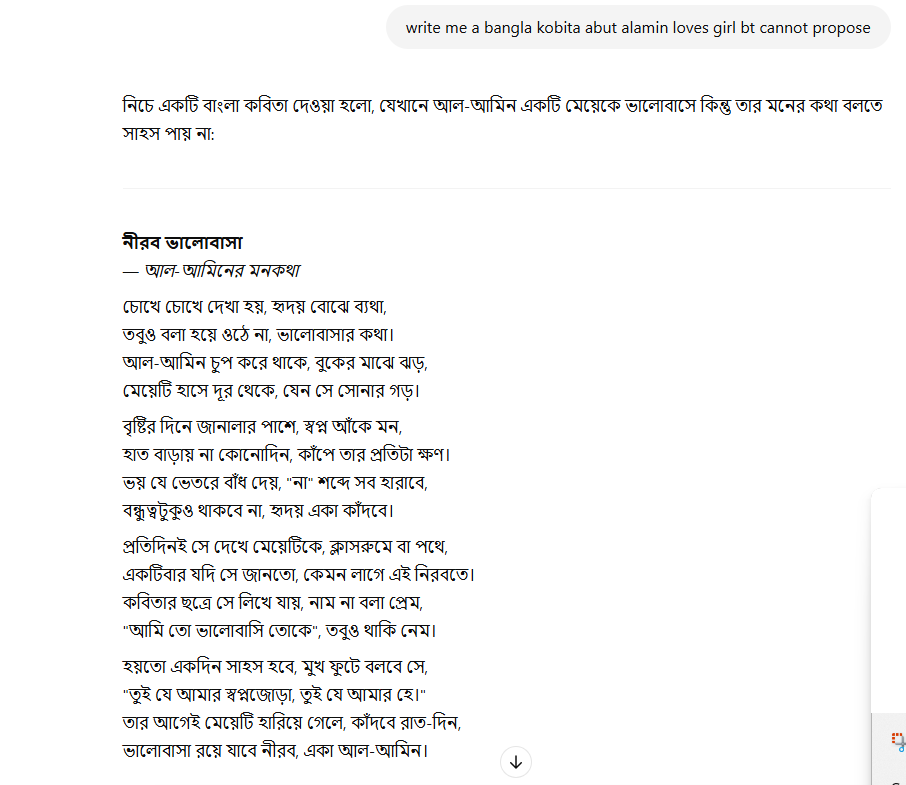 write me a bangla kobita abut alamin loves girl bt cannot propose
নিচে একটি বাংলা কবিতা দেওয়া হলো, যেখানে আল-আমিন একটি মেয়েকে ভালোবাসে কিন্তু তার মনের কথা বলতে
সাহস পায় না:
নীরব ভালোবাসা
— আল-আমিনের মনকথা
চোখে চোখে দেখা হয়, হৃদয় বোঝে ব্যথা,
তবুও বলা হয়ে ওঠে না, ভালোবাসার কথা।
আল-আমিন চুপ করে থাকে, বুকের মাঝে ঝড়,
মেয়েটি হাসে দূর থেকে, যেন সে সোনার গড়।
বৃষ্টির দিনে জানালার পাশে, স্বপ্ন আঁকে মন,
হাত বাড়ায় না কোনোদিন, কাঁপে তার প্রতিটা ক্ষণ।
ভয় যে ভেতরে বাঁধ দেয়, "না" শব্দে সব হারাবে,
বন্ধুত্বটুকুও থাকবে না, হৃদয় একা কাঁদবে।
প্রতিদিনই সে দেখে মেয়েটিকে, ক্লাসরুমে বা পথে,
একটিবার যদি সে জানতো, কেমন লাগে এই নিরবতে।
কবিতার ছত্রে সে লিখে যায়, নাম না বলা প্রেম,
"আমি তো ভালোবাসি তোকে", তবুও থাকি নেম।
হয়তো একদিন সাহস হবে, মুখ ফুটে বলবে সে,
"তুই যে আমার স্বপ্নজোড়া, তুই যে আমার হে।"
তার আগেই মেয়েটি হারিয়ে গেলে, কাঁদবে রাত-দিন,
ভালোবাসা রয়ে যাবে নীরব, একা আল-আমিন।